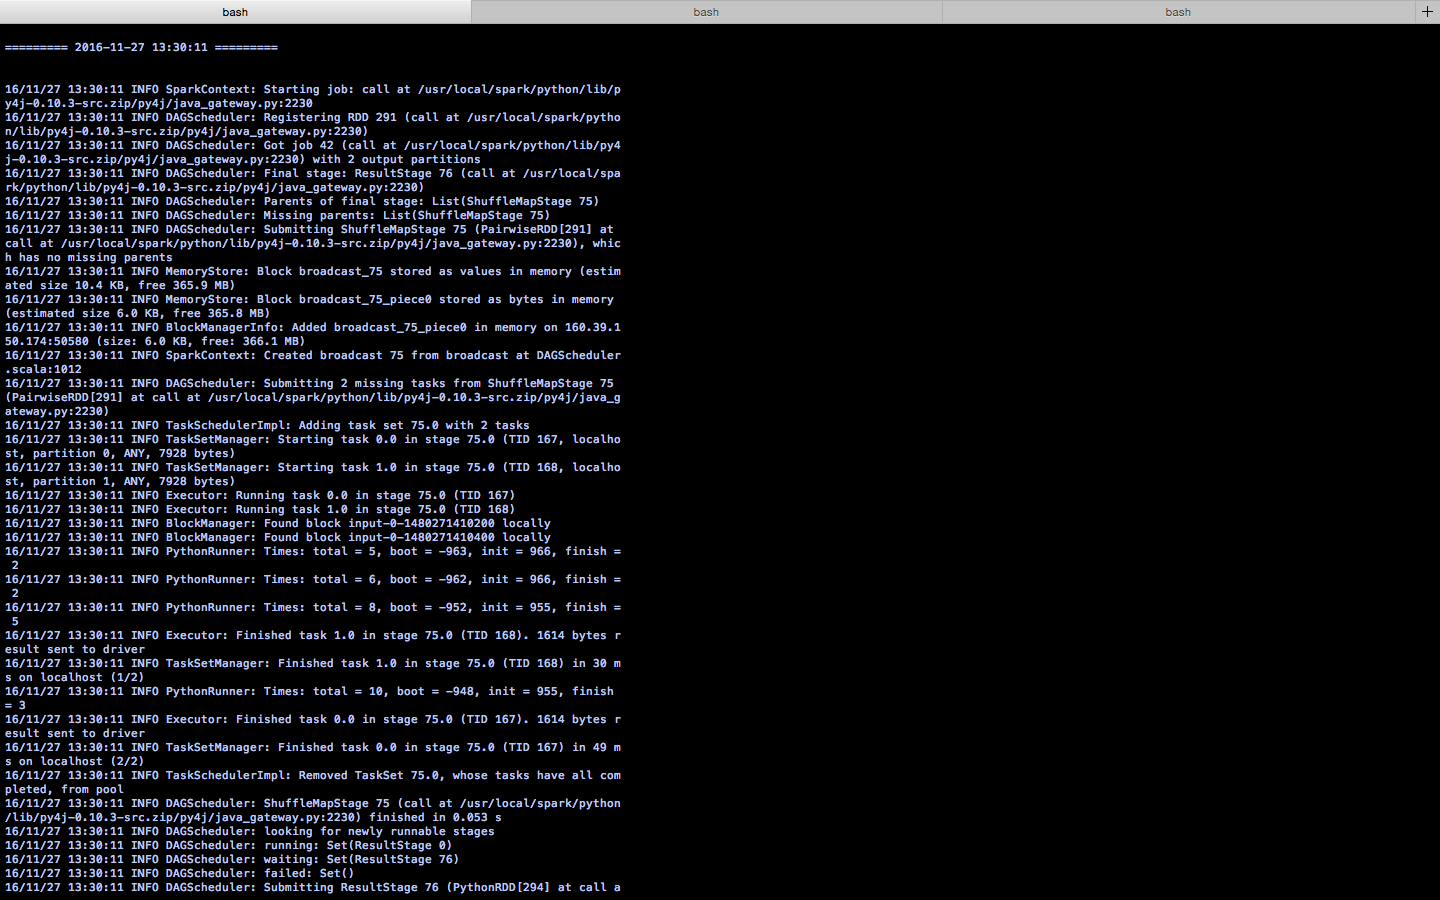 bash
bash
bash
+
========= 2016-11-27 13:30:11 =========
16/11/27 13:30:11 INFO SparkContext: Starting job: call at /usr/local/spark/python/lib/p
y4j-0.10.3-src.zip/py4j/java_gateway.py:2230
16/11/27 13:30:11 INFO DAGScheduler: Registering RDD 291 (call at /usr/local/spark/pytho
n/lib/py4j-0.10.3-src.zip/py4j/java_gateway.py:2230)
16/11/27 13:30:11 INFO DAGScheduler: Got job 42 (call at /usr/local/spark/python/lib/py4
j-0.10.3-src.zip/py4j/java_gateway.py:2230) with 2 output partitions
16/11/27 13:30:11 INFO DAGScheduler: Final stage: ResultStage 76 (call at /usr/local/spa
rk/python/lib/py4j-0.10.3-src.zip/py4j/java_gateway.py:2230)
16/11/27 13:30:11 INFO DAGScheduler: Parents of final stage: List(ShuffleMapStage 75)
16/11/27 13:30:11 INFO DAGScheduler: Missing parents: List(ShuffleMapStage 75)
16/11/27 13:30:11 INFO DAGScheduler: Submitting ShuffleMapStage 75 (PairwiseRDD[291] at
call at /usr/local/spark/python/lib/py4j-0.10.3-src.zip/py4j/java_gateway.py:2230), whic
h has no missing parents
16/11/27 13:30:11 INFO MemoryStore: Block broadcast_75 stored as values in memory (estim
ated size 10.4 KB, free 365.9 MB)
16/11/27 13:30:11 INFO MemoryStore: Block broadcast_75_piece0 stored as bytes in memory
(estimated size 6.0 KB, free 365.8 MB)
16/11/27 13:30:11 INFO BlockManagerInfo: Added broadcast_75_piece0 in memory on 160.39.1
50.174:50580 (size: 6.0 KB, free: 366.1 MB)
16/11/27 13:30:11 INFO SparkContext: Created broadcast 75 from broadcast at DAGScheduler
.scala:1012
16/11/27 13:30:11 INFO DAGScheduler: Submitting 2 missing tasks from ShuffleMapStage 75
(PairwiseRDD[291] at call at /usr/local/spark/python/lib/py4j-0.10.3-src.zip/py4j/java_g
ateway.py:2230)
16/11/27 13:30:11 INFO TaskSchedulerImpl: Adding task set 75.0 with 2 tasks
16/11/27 13:30:11 INFO TaskSetManager: Starting task 0.0 in stage 75.0 (TID 167, localho
st, partition 0, ANY, 7928 bytes)
16/11/27 13:30:11 INFO TaskSetManager: Starting task 1.0 in stage 75.0 (TID 168, localho
st, partition 1, ANY, 7928 bytes)
16/11/27 13:30:11 INFO Executor: Running task 0.0 in stage 75.0 (TID 167)
16/11/27 13:30:11 INFO Executor: Running task 1.0 in stage 75.0 (TID 168)
16/11/27 13:30:11 INFO BlockManager: Found block input-0-1480271410200 locally
16/11/27 13:30:11 INFO BlockManager: Found block input-0-1480271410400 locally
16/11/27 13:30:11 INFO PythonRunner: Times: total = 5, boot = -963, init = 966, finish =
2
16/11/27 13:30:11 INFO PythonRunner: Times: total = 6, boot = -962, init = 966, finish =
2
16/11/27 13:30:11 INFO PythonRunner: Times: total = 8, boot = -952, init = 955, finish =
5
16/11/27 13:30:11 INFO Executor: Finished task 1.0 in stage 75.0 (TID 168). 1614 bytes r
esult sent to driver
16/11/27 13:30:11 INFO TaskSetManager: Finished task 1.0 in stage 75.0 (TID 168) in 30 m
s on localhost (1/2)
16/11/27 13:30:11 INFO PythonRunner: Times: total = 10, boot = -948, init = 955, finish
= 3
16/11/27 13:30:11 INFO Executor: Finished task 0.0 in stage 75.0 (TID 167). 1614 bytes r
esult sent to driver
16/11/27 13:30:11 INFO TaskSetManager: Finished task 0.0 in stage 75.0 (TID 167) in 49 m
s on localhost (2/2)
16/11/27 13:30:11 INFO TaskSchedulerImpl: Removed TaskSet 75.0, whose tasks have all com
pleted, from pool
16/11/27 13:30:11 INFO DAGScheduler: ShuffleMapStage 75 (call at /usr/local/spark/python
/lib/py4j-0.10.3-src.zip/py4j/java_gateway.py:2230) finished in 0.053 s
16/11/27 13:30:11 INFO DAGScheduler: looking for newly runnable stages
16/11/27 13:30:11 INFO DAGScheduler: running: Set(ResultStage 0)
16/11/27 13:30:11 INFO DAGScheduler: waiting: Set(ResultStage 76)
16/11/27 13:30:11 INFO DAGScheduler: failed: Set()
16/11/27 13:30:11 INFO DAGScheduler: Submitting ResultStage 76 (PythonRDD[294] at call a